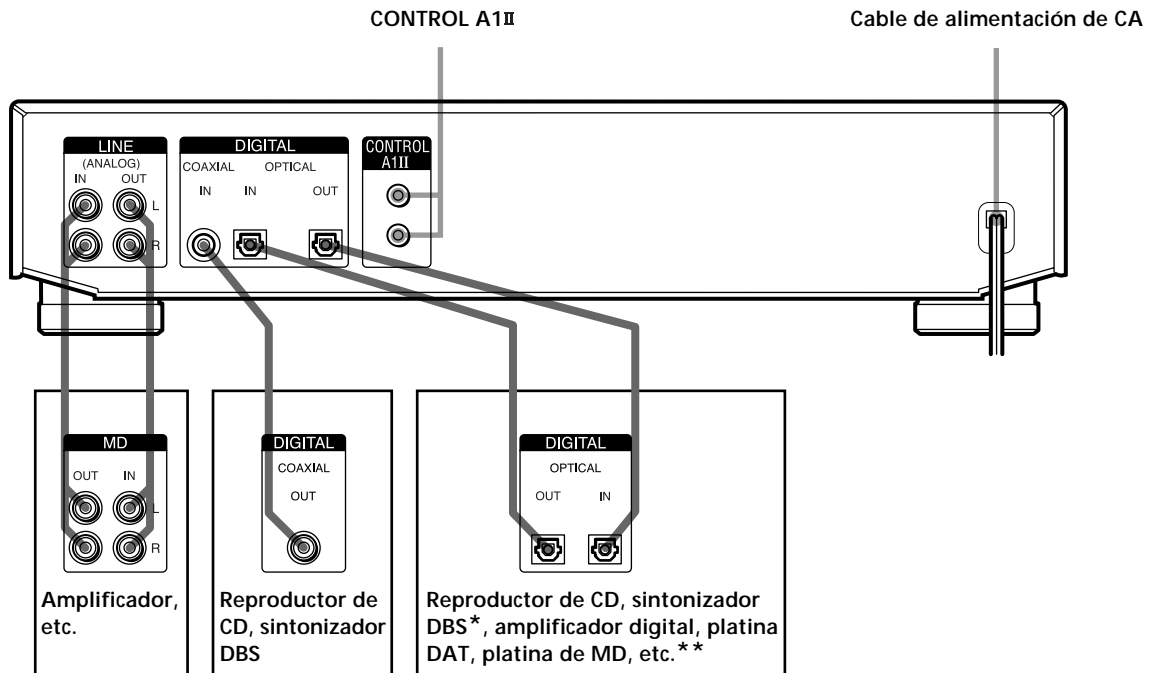 CONTROL A1II
Cable de alimentación de CA
LINE
(ANALOG)
IN OUT
L
R
DIGITAL
COAXIAL OPTICAL
IN IN OUT
CONTROL
A1II
MD
OUT IN
L
R
Amplificador,
etc.
DIGITAL
COAXIAL
OUT
Reproductor de
CD, sintonizador
DBS
DIGITAL
OPTICAL
OUT IN
Reproductor de CD, sintonizador
DBS*, amplificador digital, platina
DAT, platina de MD, etc.**